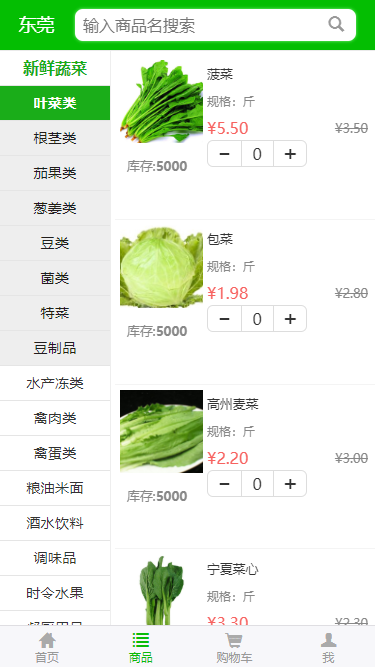 东莞
输入商品名搜索
新鲜蔬菜
叶菜类
根茎类
茄果类
葱姜类
豆类
菌类
特菜
豆制品
水产冻类
禽肉类
禽蛋类
粮油米面
酒水饮料
调味品
时令水果
菠菜
规格：斤
¥5.50
¥3.50
库存:5000
0
包菜
规格：斤
¥1.98
¥2.80
库存:5000
0
高州麦菜
规格：斤
¥2.20
¥3.00
库存:5000
0
宁夏菜心
规格：斤
¥3.30
¥2.30
首页
商品
购物车
我